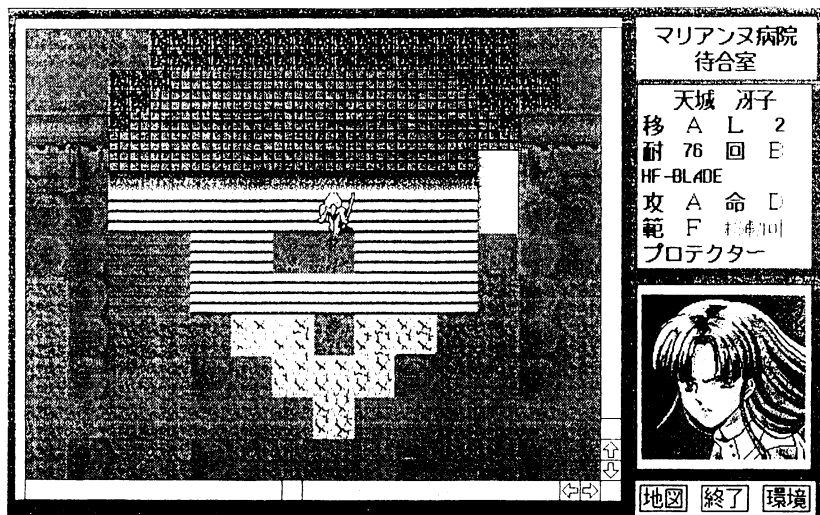 マリアンヌ病院
待合室
天城 冴子
移 A L 2
耐 76 回 B
HF-BLADE
攻 A 命 D
範 F
プロテクター
地図 終了 環境